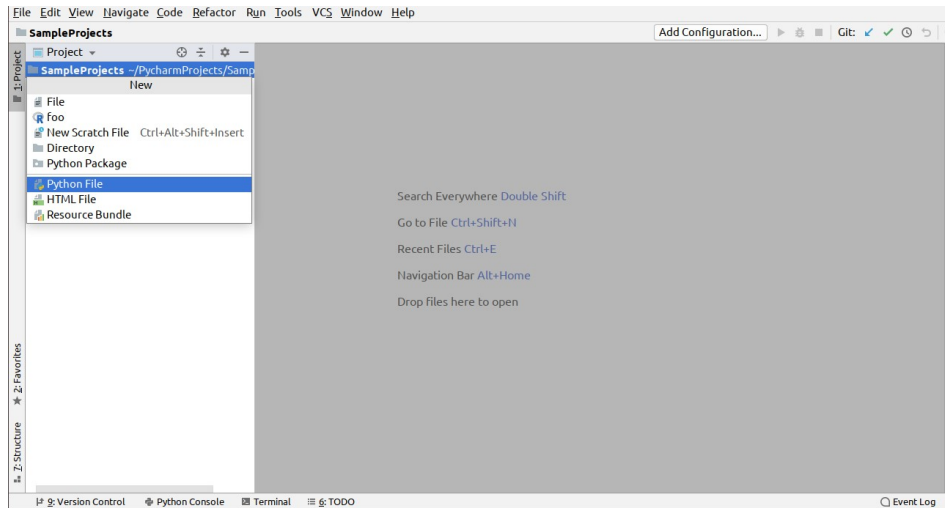 File Edit View Navigate Code Refactor Run Tools VCS Window Help
SampleProjects
Add Configuration...
Git:
1: Project
Project
SampleProjects ~/PycharmProjects/Samp
New
File
foo
New Scratch File Ctrl+Alt+Shift+Insert
Directory
Python Package
Python File
HTML File
Resource Bundle
Search Everywhere Double Shift
Go to File Ctrl+Shift+N
Recent Files Ctrl+E
Navigation Bar Alt+Home
Drop files here to open
2: Favorites
7: Structure
9: Version Control
Python Console
Terminal
6: TODO
Event Log